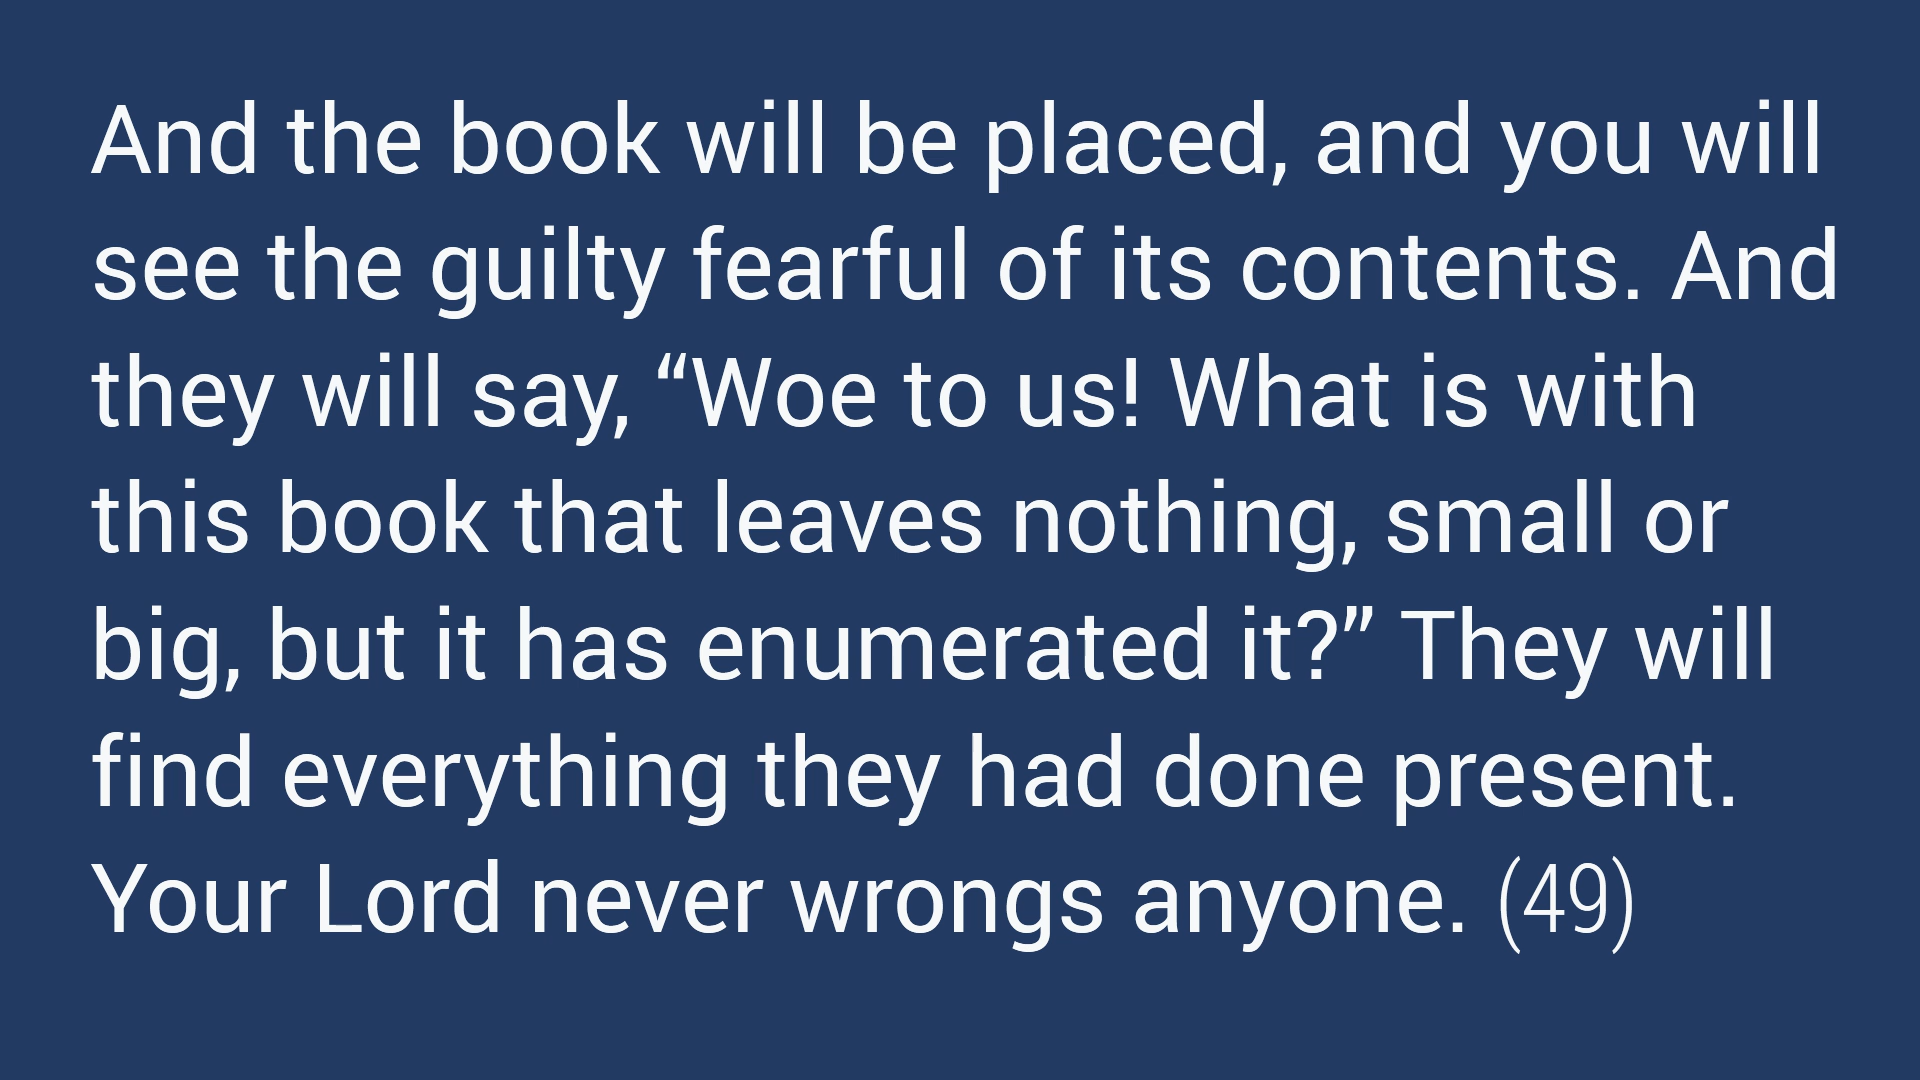 And the book will be placed, and you will
see the guilty fearful of its contents. And
they will say, “Woe to us! What is with
this book that leaves nothing, small or
big, but it has enumerated it?” They will
find everything they had done present.
Your Lord never wrongs anyone. (49)